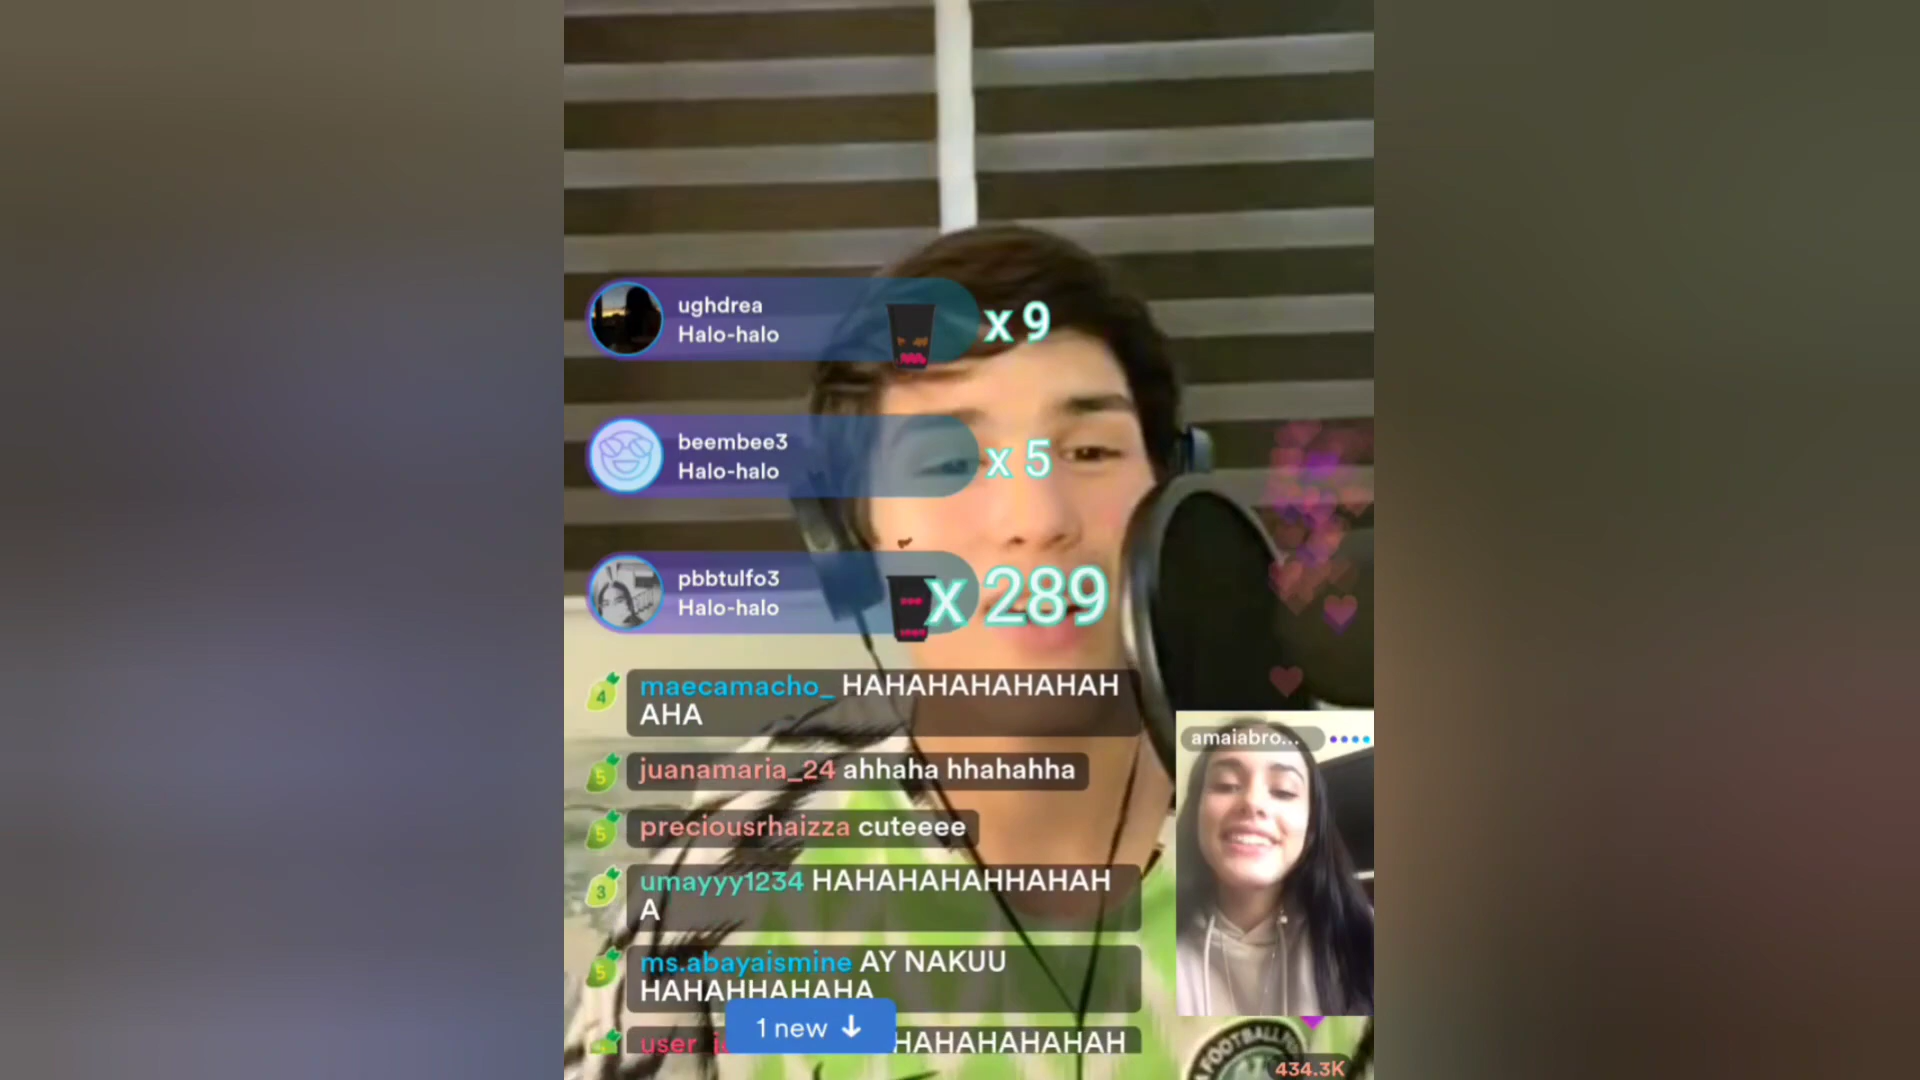 ughdrea
Halo-halo
x 9
beembee3
Halo-halo
x 5
pbbtulfo3
Halo-halo
x 289
4
maecamacho_ HAHAHAHAHAHAH
AHA
5
juanamaria_24 ahhaha hhahahha
amaiabro...
5
preciousrhaizza cuteeee
3
umayyy1234 HAHAHAHAHHAHAH
A
5
ms.abayaismine AY NAKUU
HAHAHHAHAHA
1 new
HAHAHAHAHAH
434.3K